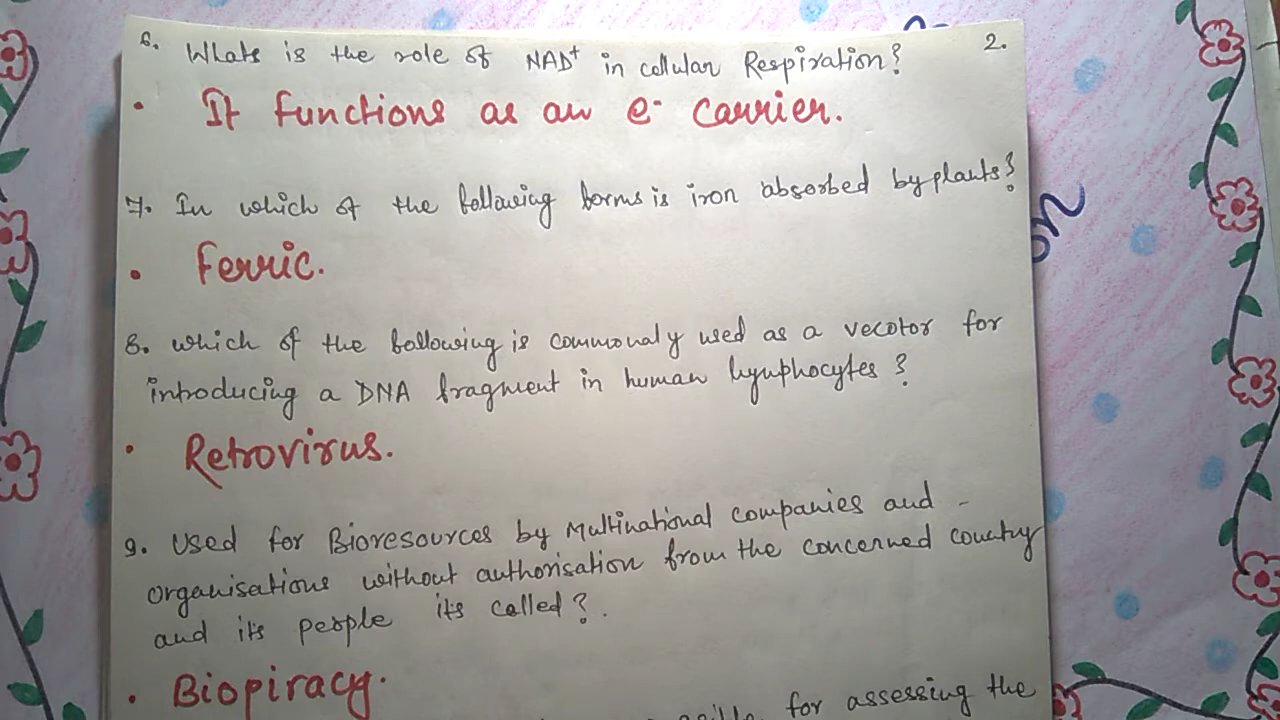 2.
6. Whats is the role of NAD⁺ in cellular Respiration?
• It functions as an e⁻ carrier.
7. In which of the following forms is iron absorbed by plants?
• Ferric.
8. which of the following is commonaly used as a vecotor for
introducing a DNA fragment in human lymphocytes?
• Retrovirus.
9. Used for Bioresources by Multinational companies and -
organisations without authorisation from the concerned country
and its people its called?.
• Biopiracy.
for assessing the